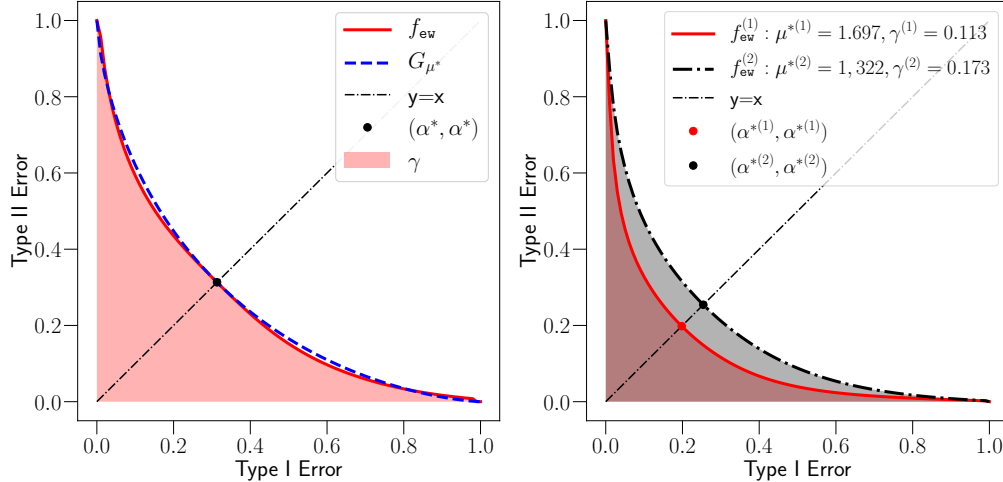 1.0
0.8
0.6
0.4
0.2
0.0
Type II Error
0.0 0.2 0.4 0.6 0.8 1.0
Type I Error
f_ew
G_μ*
y=x
(α*, α*)
γ
1.0
0.8
0.6
0.4
0.2
0.0
Type II Error
0.0 0.2 0.4 0.6 0.8 1.0
Type I Error
f_ew^(1) : μ*(1) = 1.697, γ(1) = 0.113
f_ew^(2) : μ*(2) = 1,322, γ(2) = 0.173
y=x
(α*(1), α*(1))
(α*(2), α*(2))